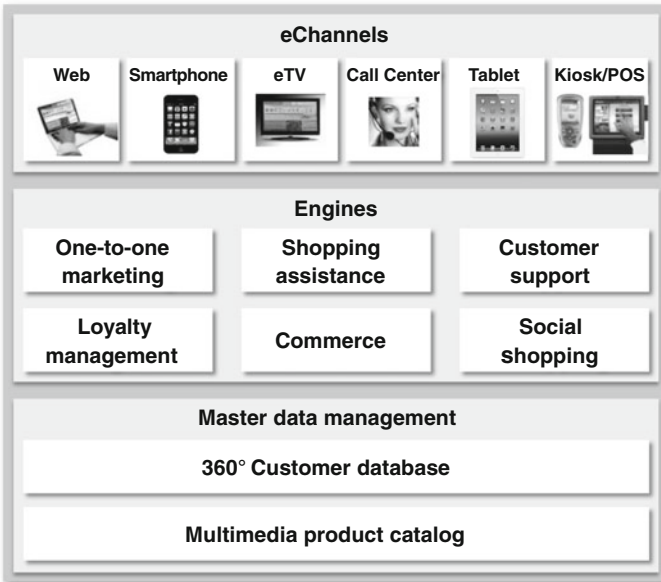 eChannels
Web Smartphone eTV Call Center Tablet Kiosk/POS
Engines
One-to-one Shopping Customer
marketing assistance support
Loyalty Commerce Social
management shopping
Master data management
360° Customer database
Multimedia product catalog